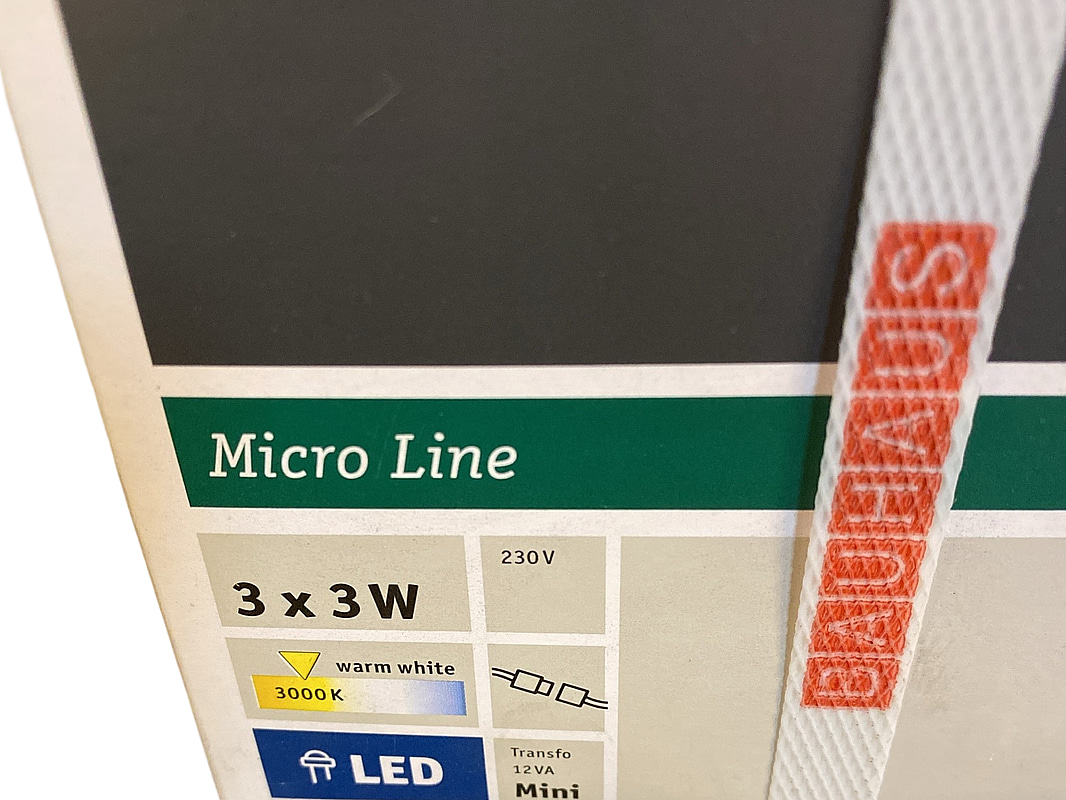 BAUHAUS
Micro Line
3 x 3 W
230 V
warm white
3000 K
LED
Transfo
12 VA
Mini